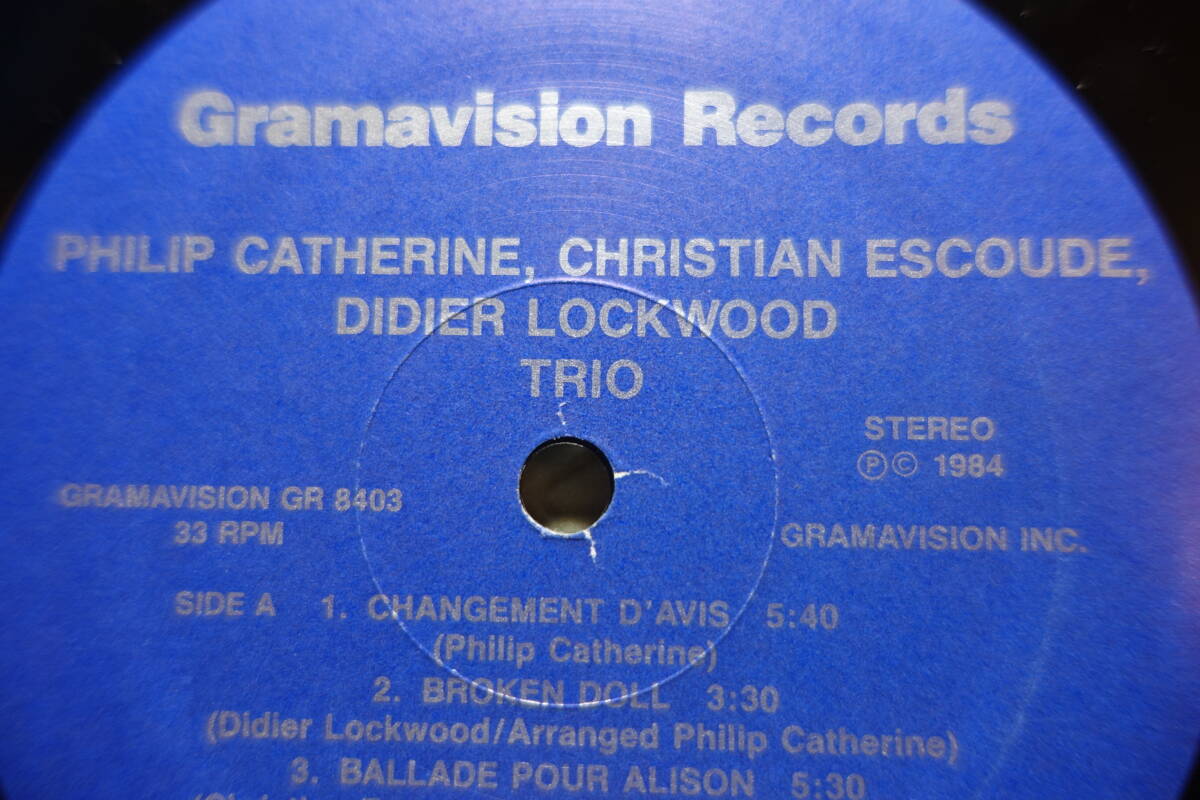 Gramavision Records
PHILIP CATHERINE, CHRISTIAN ESCOUDE,
DIDIER LOCKWOOD
TRIO
STEREO
Ⓟ© 1984
GRAMAVISION GR 8403
33 RPM
GRAMAVISION INC.
SIDE A 1. CHANGEMENT D'AVIS 5:40
(Philip Catherine)
2. BROKEN DOLL 3:30
(Didier Lockwood/Arranged Philip Catherine)
3. BALLADE POUR ALISON 5:30